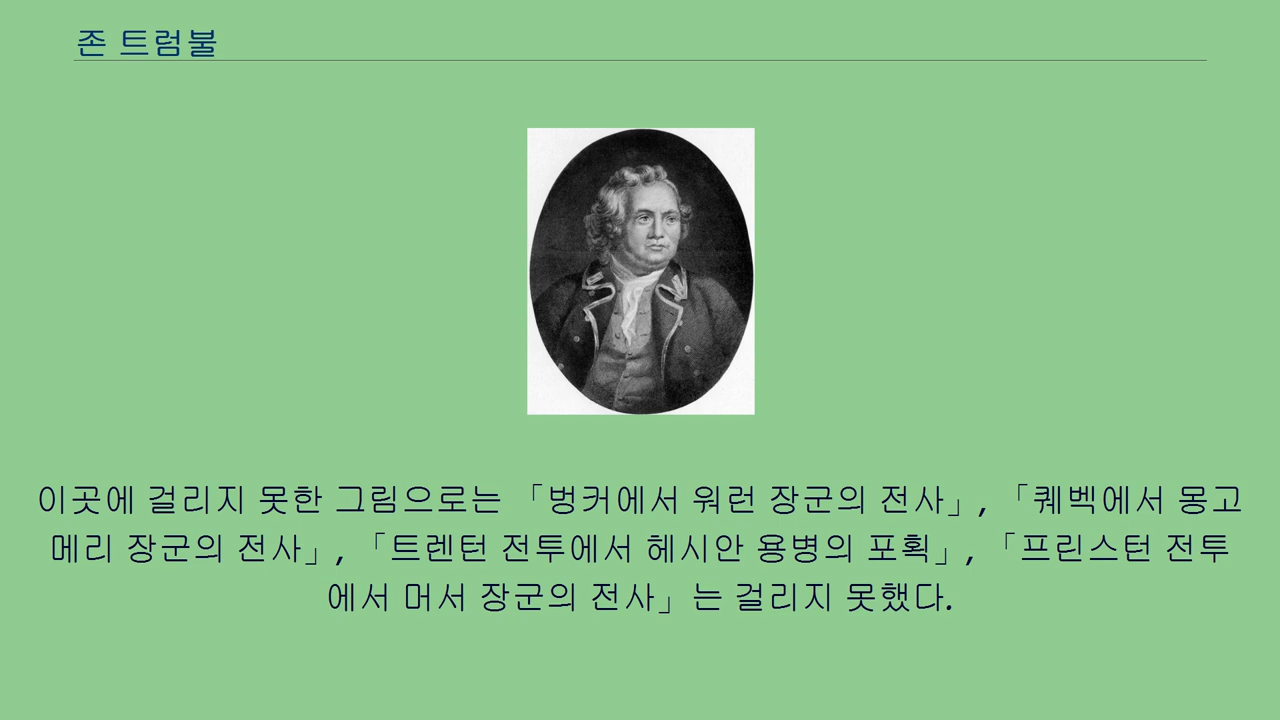 존 트럼불
이곳에 걸리지 못한 그림으로는 「벙커에서 워런 장군의 전사」, 「퀘벡에서 몽고
메리 장군의 전사」, 「트렌턴 전투에서 헤시안 용병의 포획」, 「프린스턴 전투
에서 머서 장군의 전사」는 걸리지 못했다.